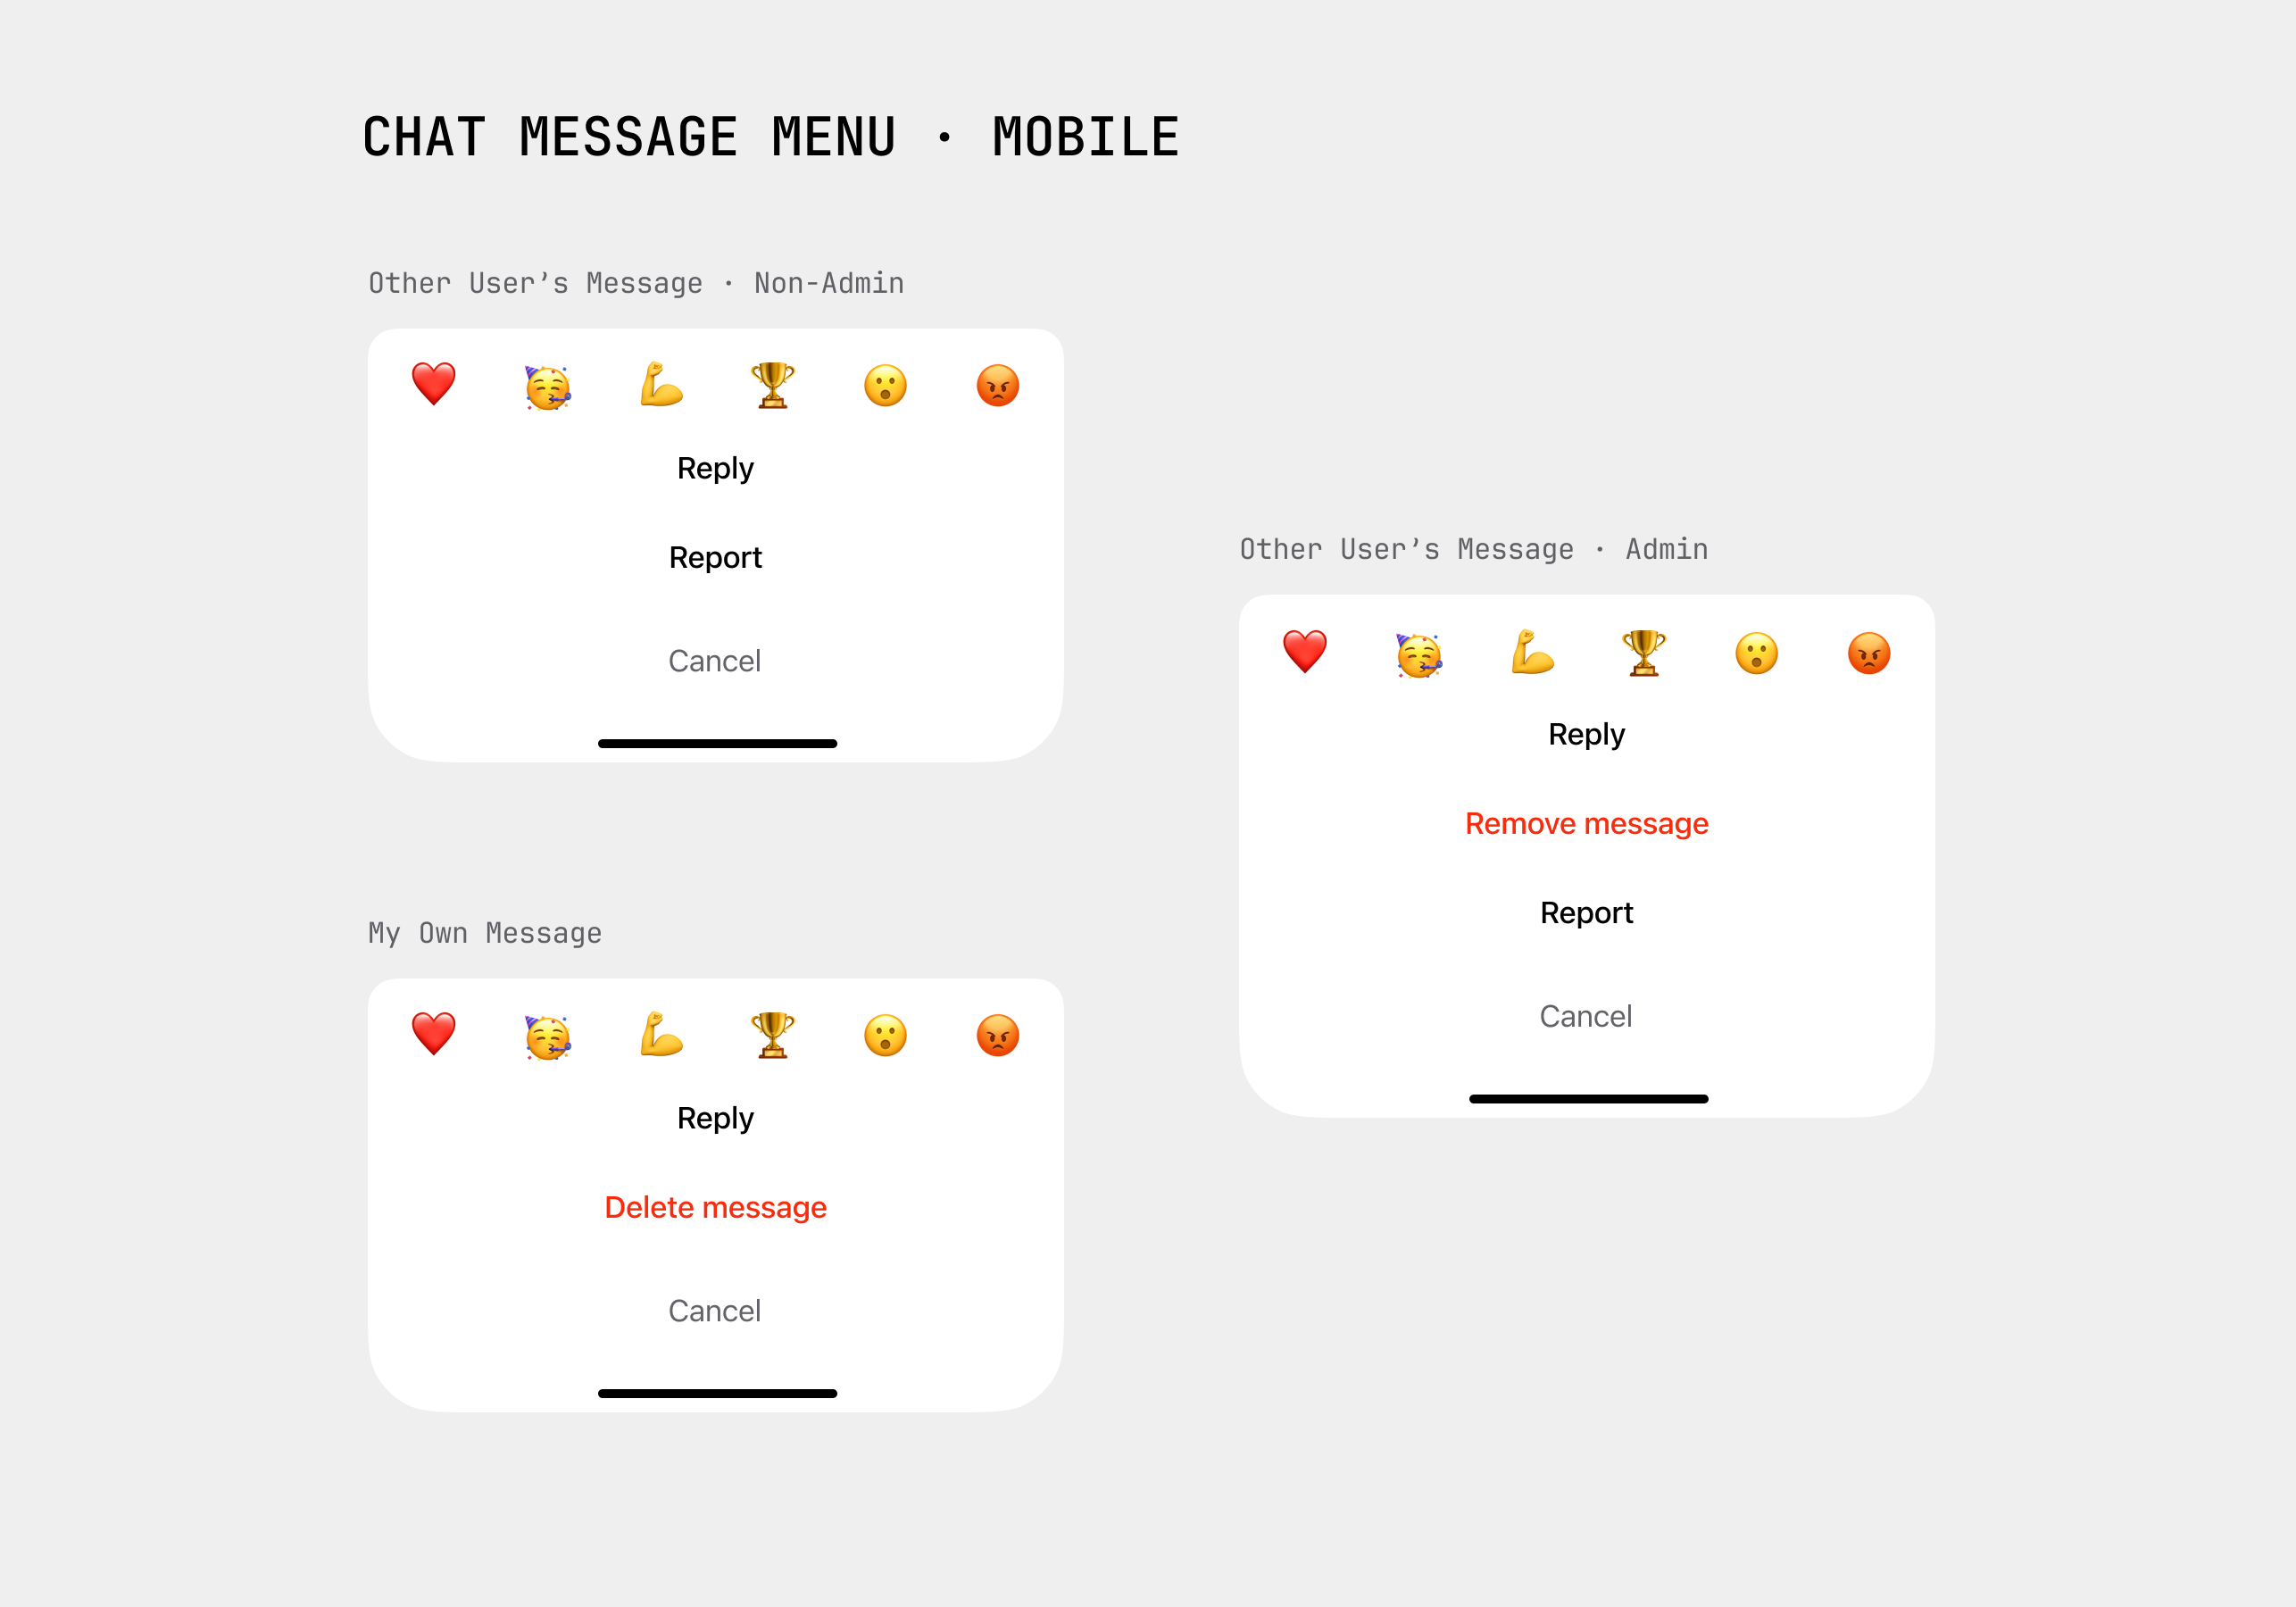 CHAT MESSAGE MENU · MOBILE
Other User’s Message · Non-Admin
Reply
Report
Cancel
My Own Message
Reply
Delete message
Cancel
Other User’s Message · Admin
Reply
Remove message
Report
Cancel